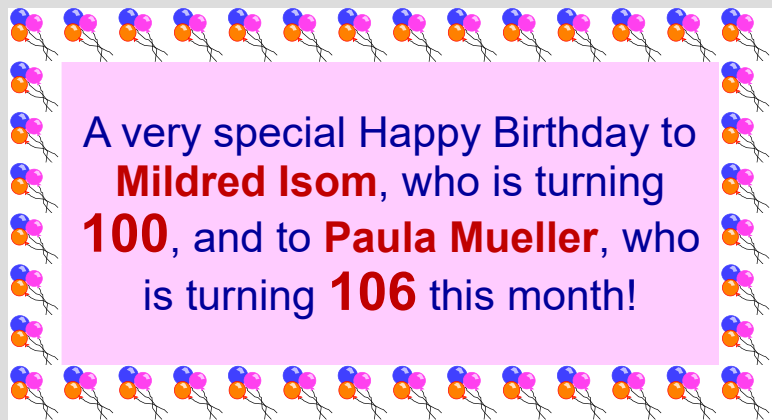 A very special Happy Birthday to
Mildred Isom, who is turning
100, and to Paula Mueller, who
is turning 106 this month!